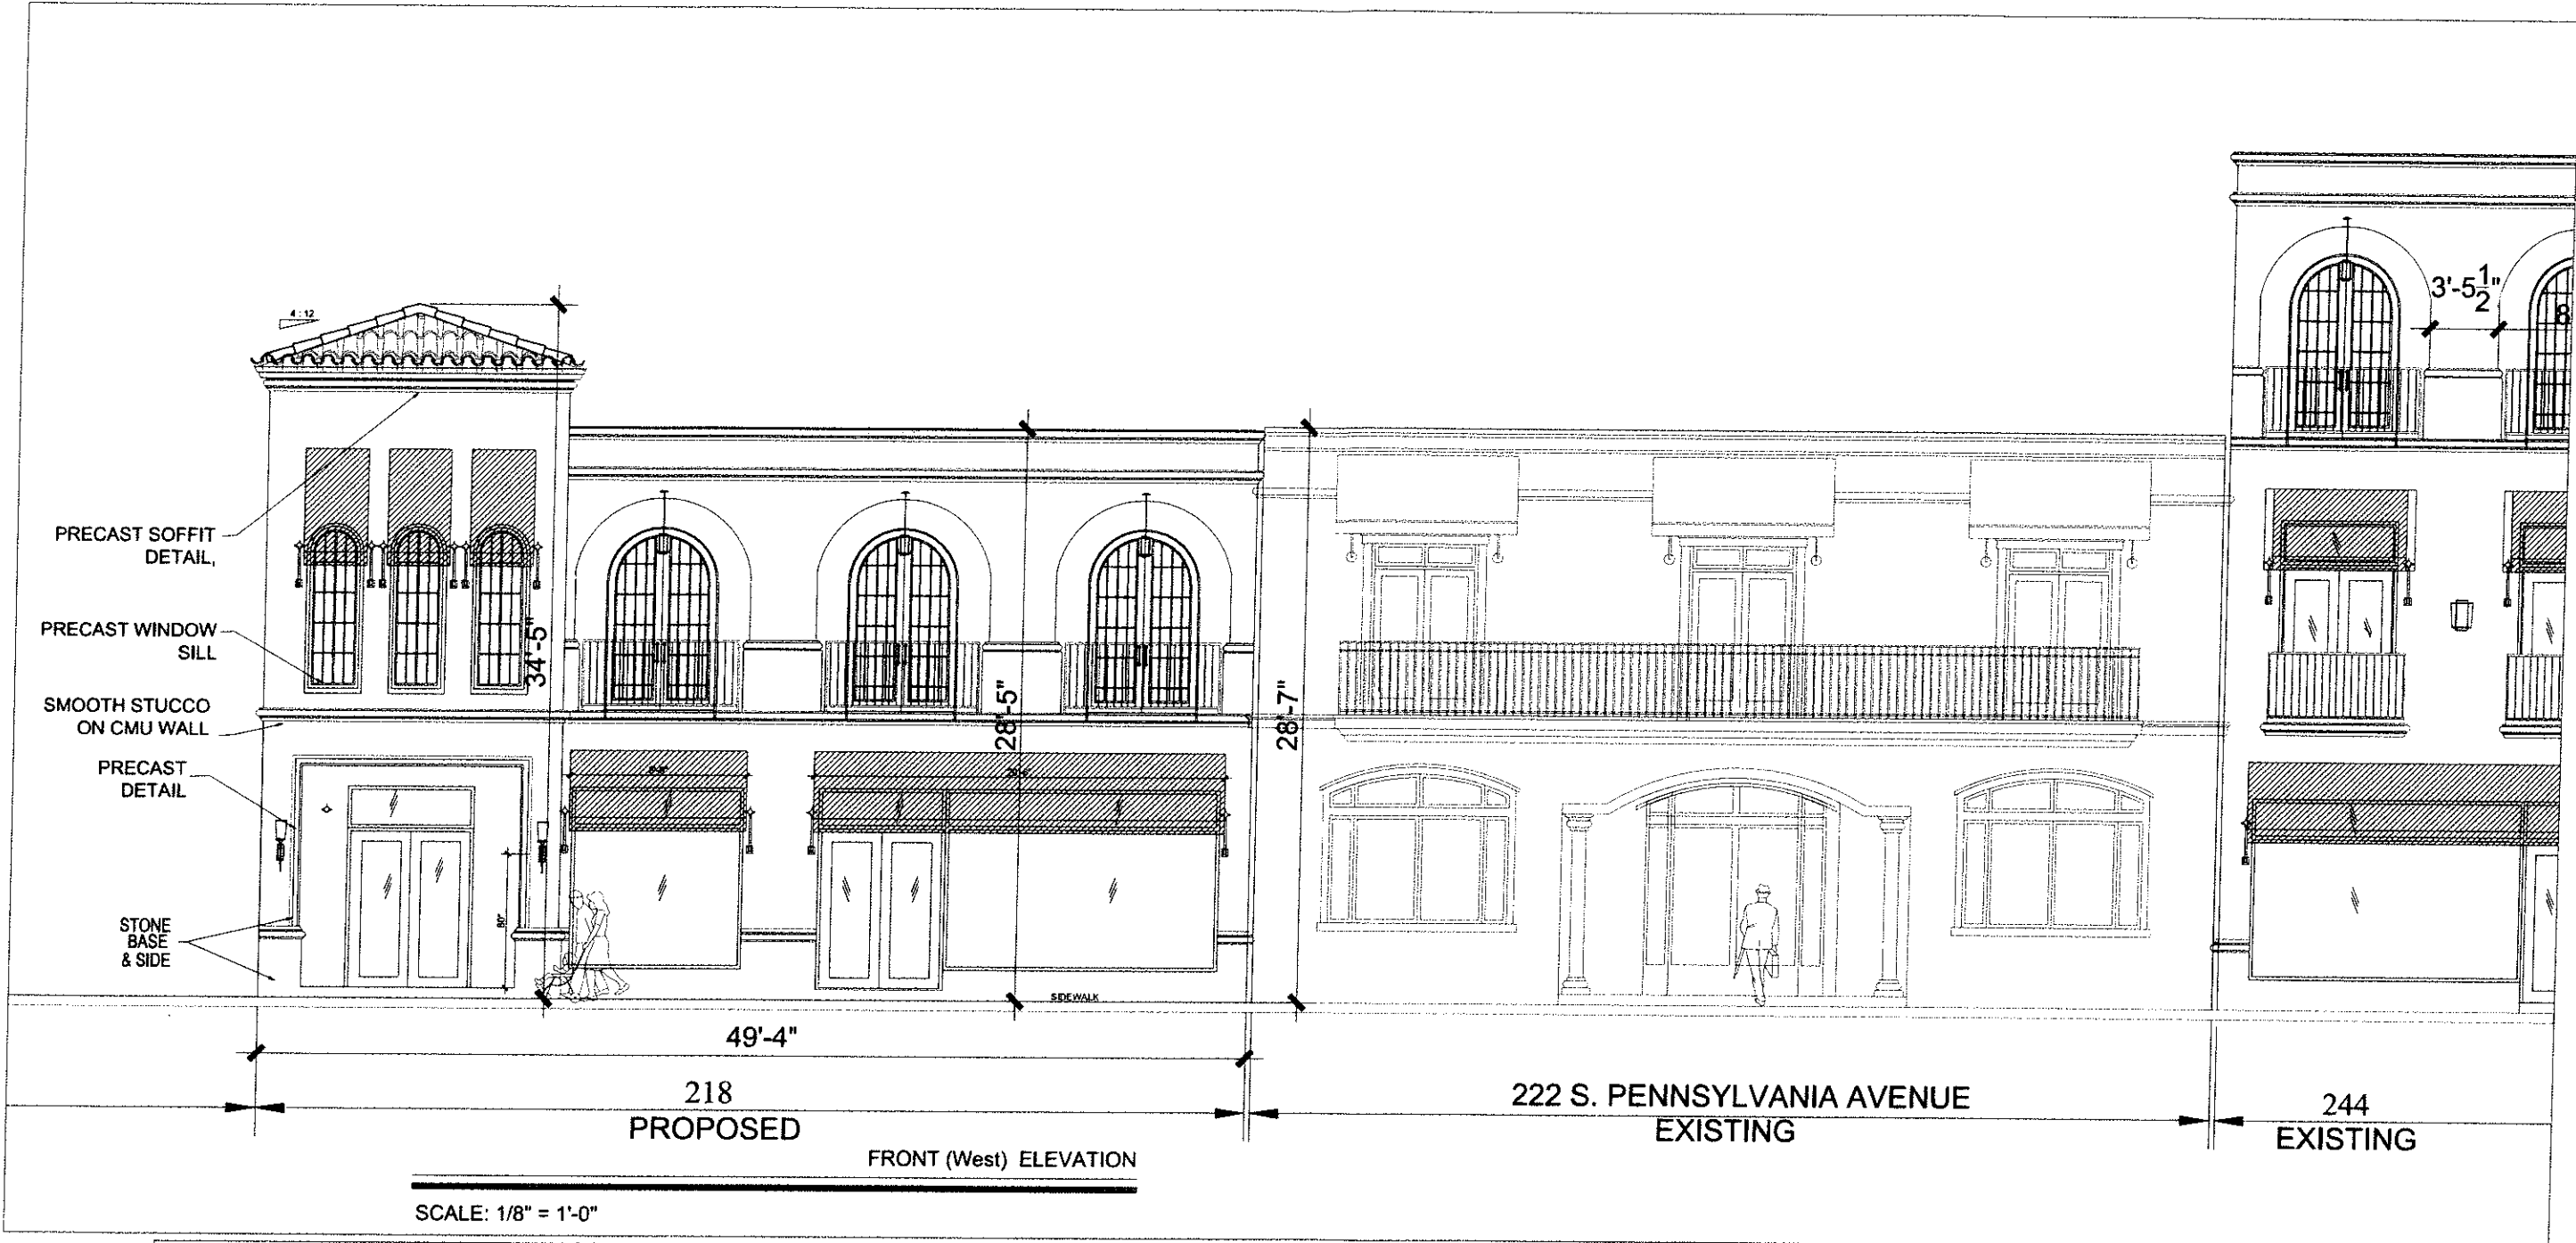 4 : 12
3'-5 1/2"
8
PRECAST SOFFIT
DETAIL,
PRECAST WINDOW
SILL
34'-5"
SMOOTH STUCCO
ON CMU WALL
28'-5"
28'-7"
PRECAST
DETAIL
STONE
BASE
& SIDE
80"
SIDEWALK
49'-4"
218
PROPOSED
222 S. PENNSYLVANIA AVENUE
EXISTING
244
EXISTING
FRONT (West) ELEVATION
SCALE: 1/8" = 1'-0"